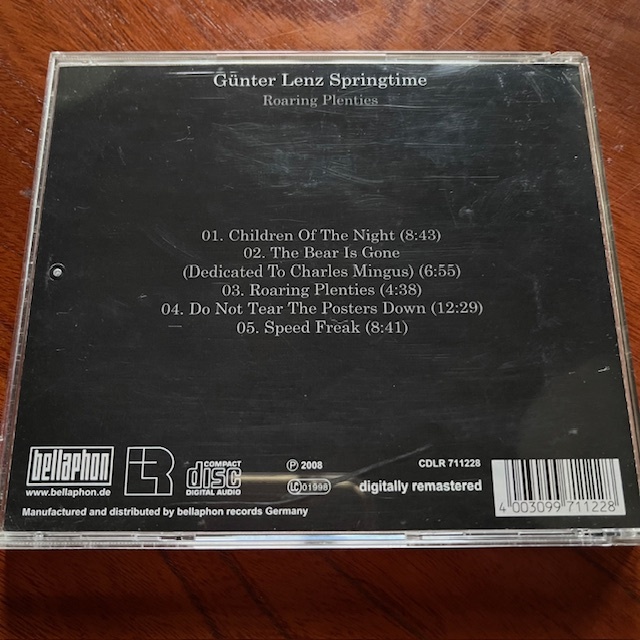 Günter Lenz Springtime
Roaring Plenties
01. Children Of The Night (8:43)
02. The Bear Is Gone
(Dedicated To Charles Mingus) (6:55)
03. Roaring Plenties (4:38)
04. Do Not Tear The Posters Down (12:29)
05. Speed Freak (8:41)
bellaphon
www.bellaphon.de
LR
COMPACT
disc
DIGITAL AUDIO
℗ 2008
LC 01998
CDLR 711228
digitally remastered
4 003099 711228
Manufactured and distributed by bellaphon records Germany